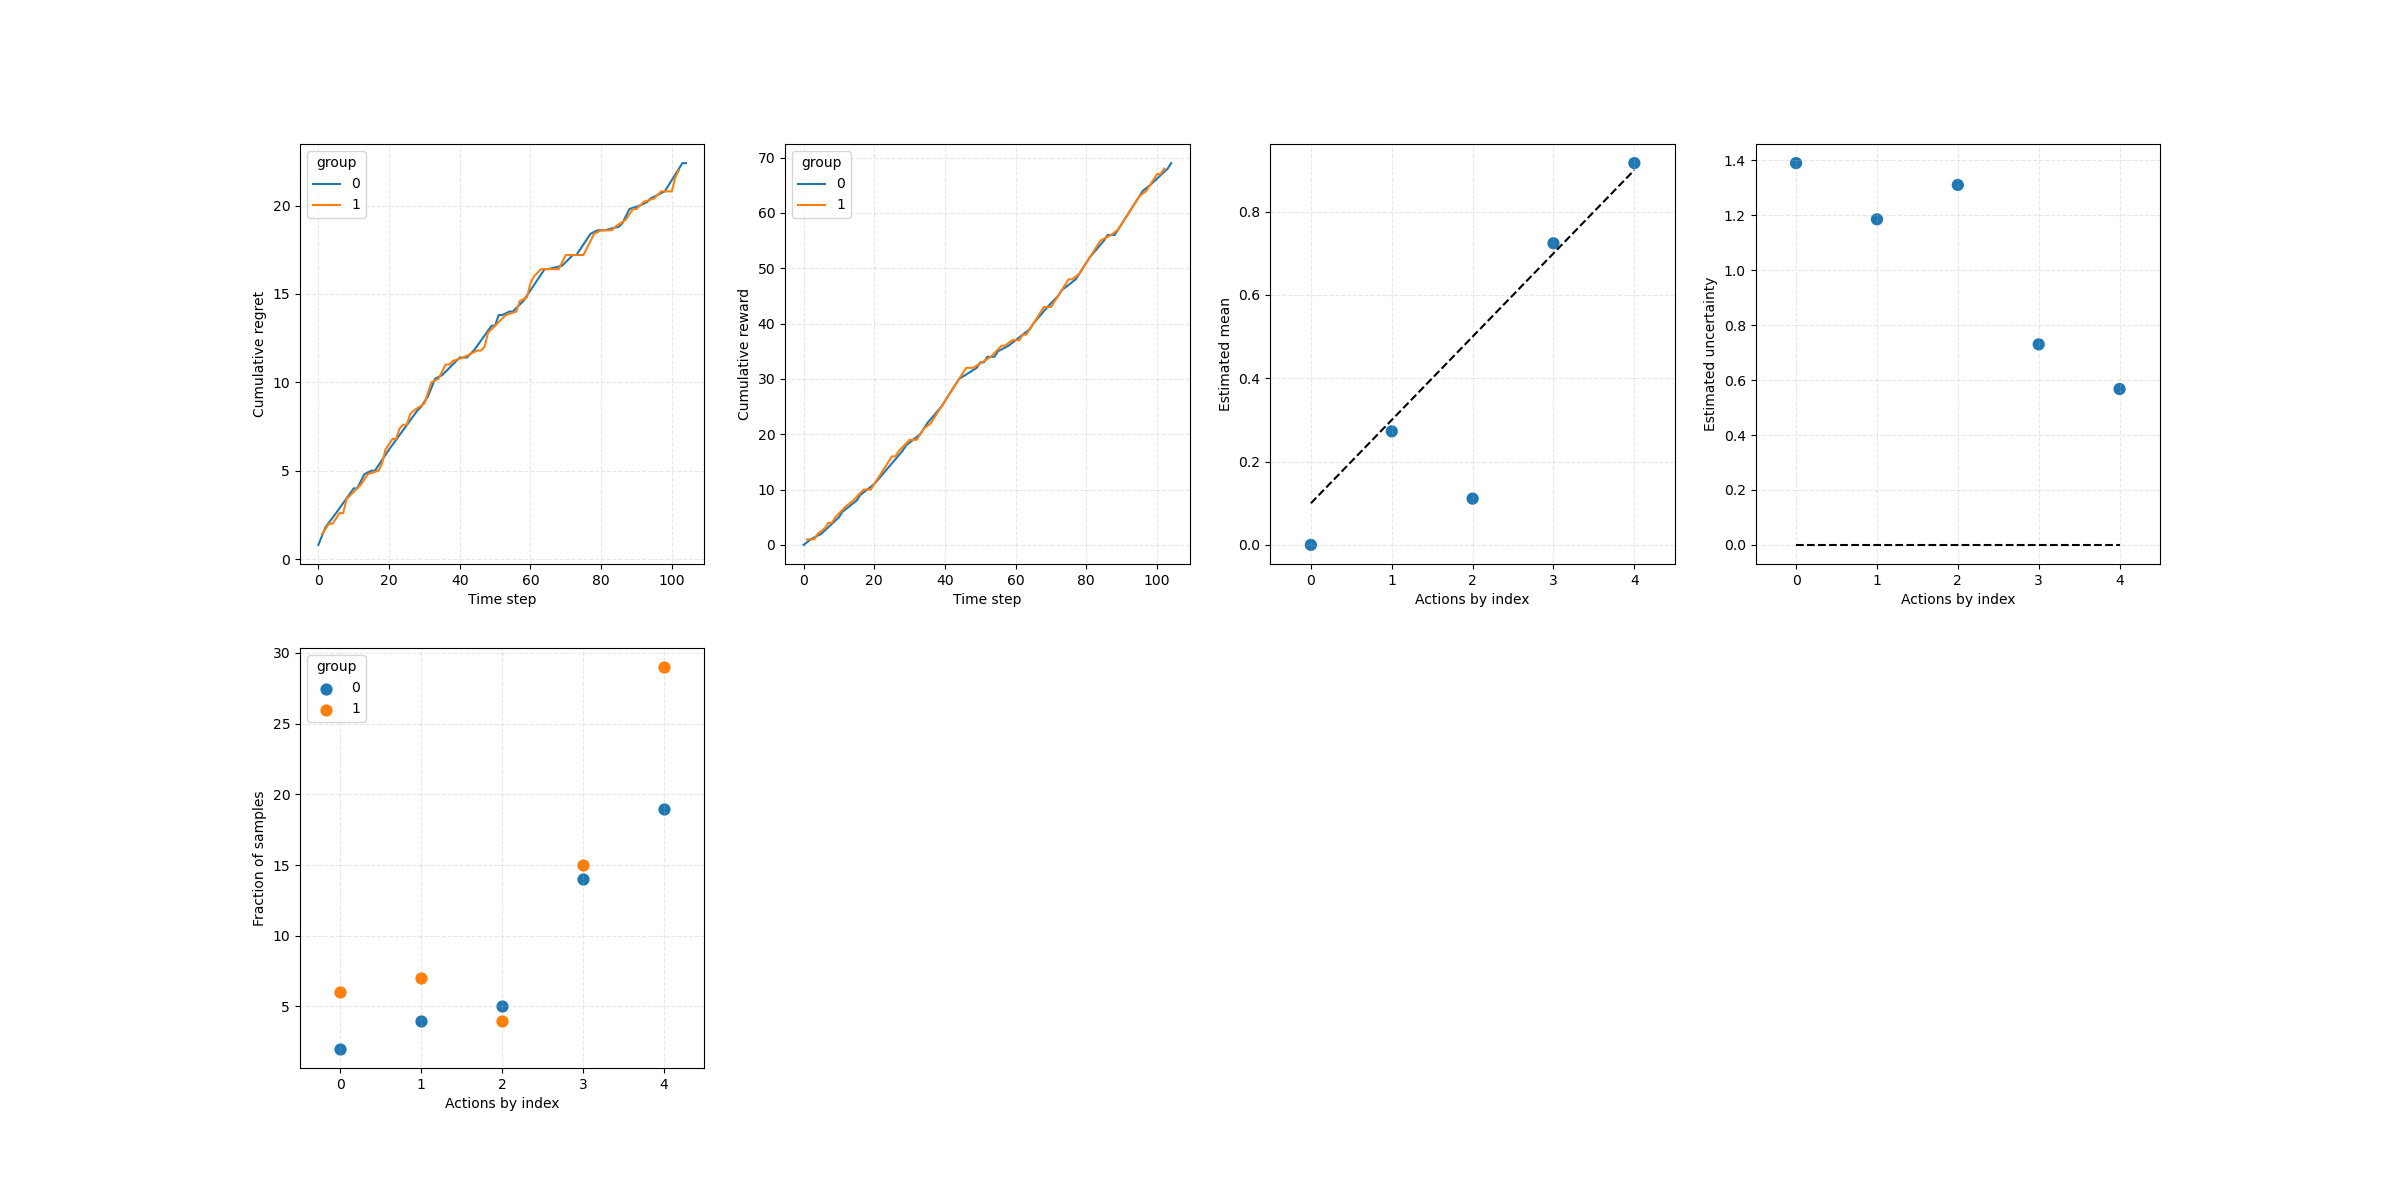 group
0
1
Cumulative regret
0
5
10
15
20
0 20 40 60 80 100
Time step
group
0
1
Cumulative reward
70
60
50
40
30
20
10
0
0 20 40 60 80 100
Time step
Estimated mean
0.8
0.6
0.4
0.2
0.0
0 1 2 3 4
Actions by index
Estimated uncertainty
1.4
1.2
1.0
0.8
0.6
0.4
0.2
0.0
0 1 2 3 4
Actions by index
group
0
1
Fraction of samples
30
25
20
15
10
5
0 1 2 3 4
Actions by index